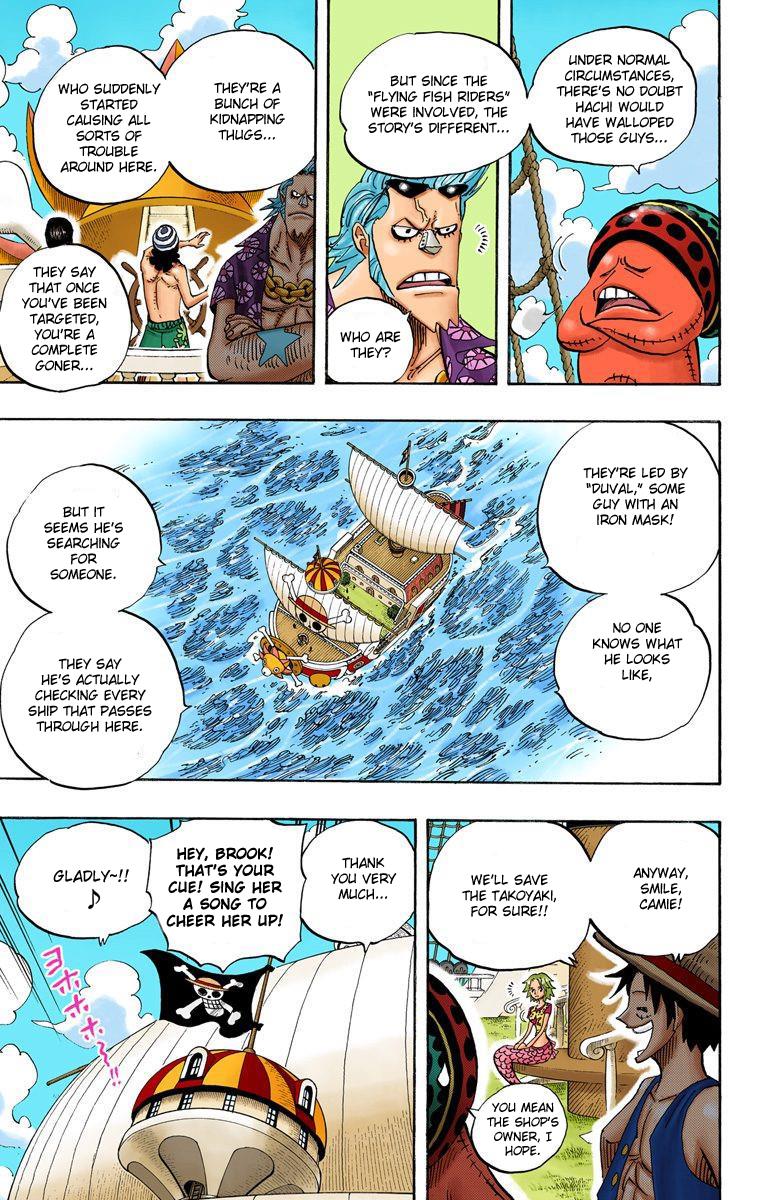 UNDER NORMAL
CIRCUMSTANCES,
THERE'S NO DOUBT
HACHI WOULD
HAVE WALLOPED
THOSE GUYS...
BUT SINCE THE
"FLYING FISH RIDERS"
WERE INVOLVED, THE
STORY'S DIFFERENT...
WHO ARE
THEY?
THEY'RE A
BUNCH OF
KIDNAPPING
THUGS...
WHO SUDDENLY
STARTED
CAUSING ALL
SORTS OF
TROUBLE
AROUND HERE.
THEY SAY
THAT ONCE
YOU'VE BEEN
TARGETED,
YOU'RE A
COMPLETE
GONER...
THEY'RE LED BY
"DUVAL," SOME
GUY WITH AN
IRON MASK!
NO ONE
KNOWS WHAT
HE LOOKS
LIKE,
BUT IT
SEEMS HE'S
SEARCHING
FOR
SOMEONE.
THEY SAY
HE'S ACTUALLY
CHECKING EVERY
SHIP THAT PASSES
THROUGH HERE.
ANYWAY,
SMILE,
CAMIE!
WE'LL SAVE
THE TAKOYAKI,
FOR SURE!!
YOU MEAN
THE SHOP'S
OWNER, I
HOPE.
THANK
YOU VERY
MUCH...
HEY, BROOK!
THAT'S YOUR
CUE! SING HER
A SONG TO
CHEER HER UP!
GLADLY~!!
♪
ヨホホホ〜!!